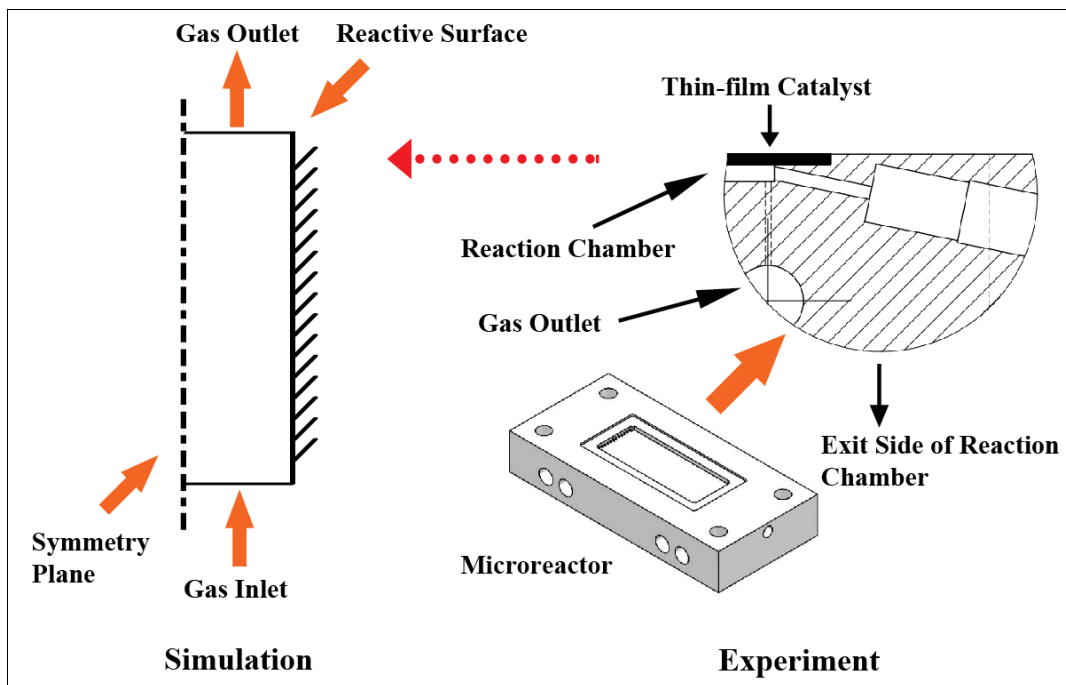 Gas Outlet
Reactive Surface
Symmetry
Plane
Gas Inlet
Simulation
Thin-film Catalyst
Reaction Chamber
Gas Outlet
Microreactor
Exit Side of Reaction
Chamber
Experiment